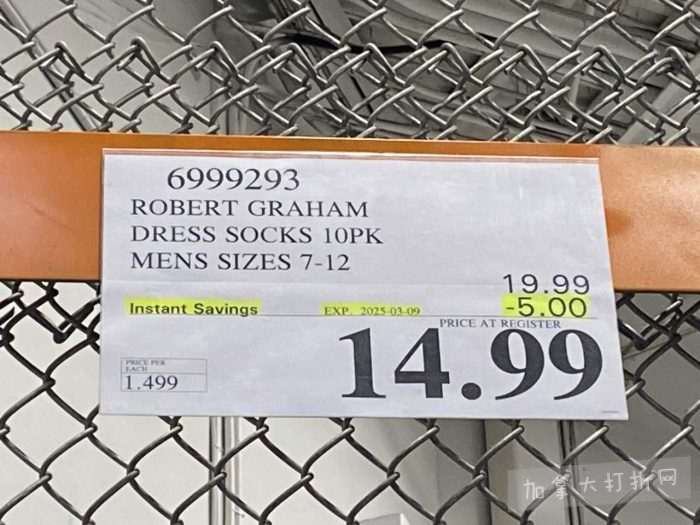 6999293
ROBERT GRAHAM
DRESS SOCKS 10PK
MENS SIZES 7-12
19.99
Instant Savings EXP. 2025-03-09 -5.00
PRICE AT REGISTER
14.99
PRICE PER
EACH
1.499
加拿大打折网